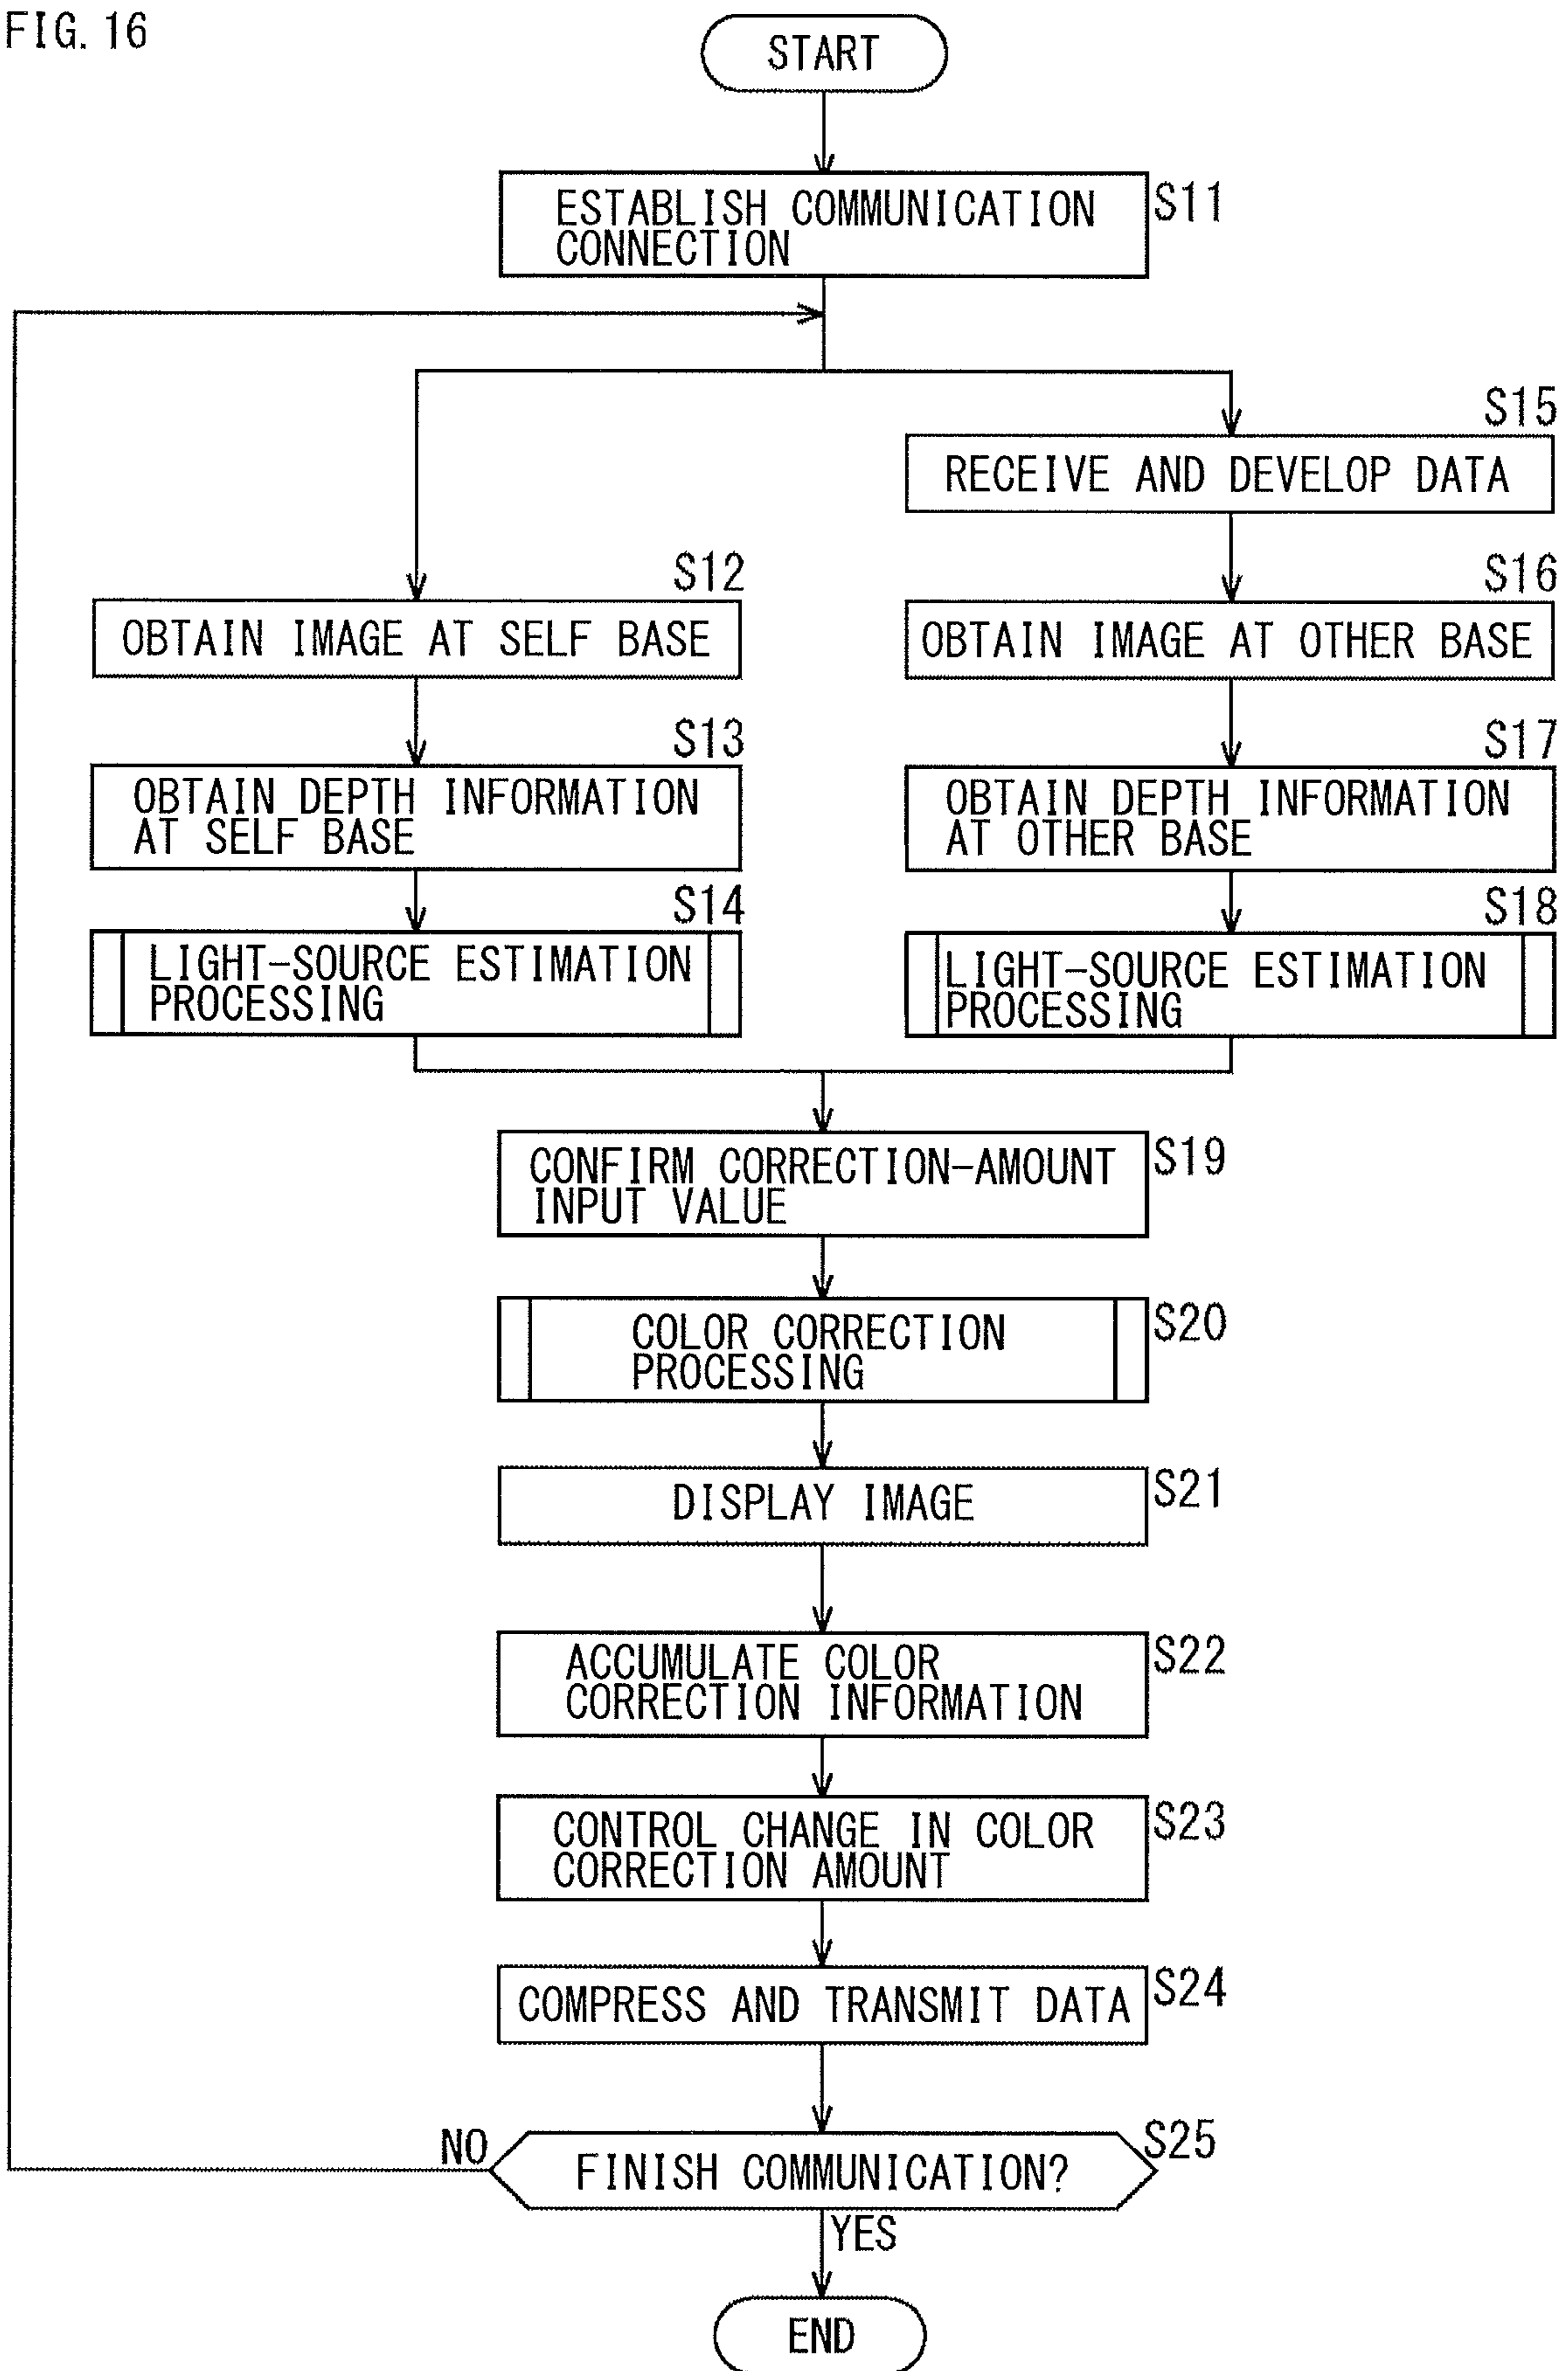 FIG. 16
START
ESTABLISH COMMUNICATION
CONNECTION
S11
S12
OBTAIN IMAGE AT SELF BASE
S13
OBTAIN DEPTH INFORMATION
AT SELF BASE
S14
LIGHT-SOURCE ESTIMATION
PROCESSING
S15
RECEIVE AND DEVELOP DATA
S16
OBTAIN IMAGE AT OTHER BASE
S17
OBTAIN DEPTH INFORMATION
AT OTHER BASE
S18
LIGHT-SOURCE ESTIMATION
PROCESSING
CONFIRM CORRECTION-AMOUNT
INPUT VALUE
S19
COLOR CORRECTION
PROCESSING
S20
DISPLAY IMAGE
S21
ACCUMULATE COLOR
CORRECTION INFORMATION
S22
CONTROL CHANGE IN COLOR
CORRECTION AMOUNT
S23
COMPRESS AND TRANSMIT DATA
S24
NO
FINISH COMMUNICATION?
S25
YES
END